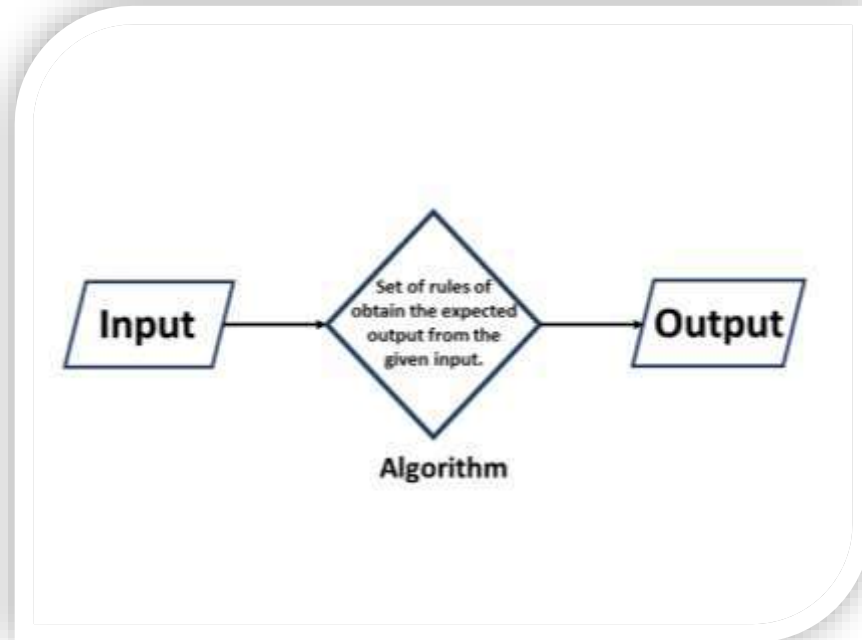 Input
Set of rules of
obtain the expected
output from the
given input.
Output
Algorithm